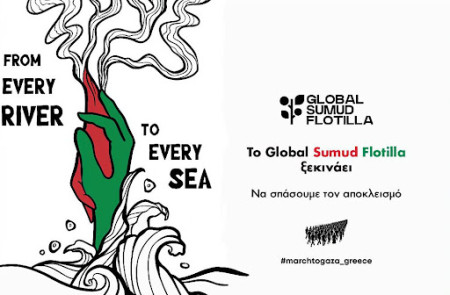 FROM
EVERY
RIVER
TO
EVERY
SEA
GLOBAL
SUMUD
FLOTILLA
Το Global Sumud Flotilla
ξεκινάει
Να σπάσουμε τον αποκλεισμό
#marchtogaza_greece